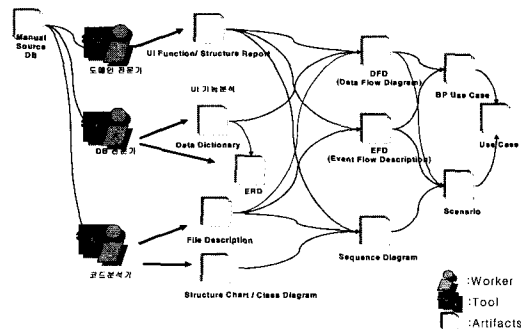 Manual
Source
DB
도메인 전문가
UI Function/ Structure Report
UI 기능분석
DB 전문가
Data Dictionary
ERD
코드분석가
File Description
Structure Chart / Class Diagram
DFD
(Data Flow Diagram)
EFD
(Event Flow Description)
Sequence Diagram
BP Use Case
Use Case
Scenario
:Worker
:Tool
:Artifacts